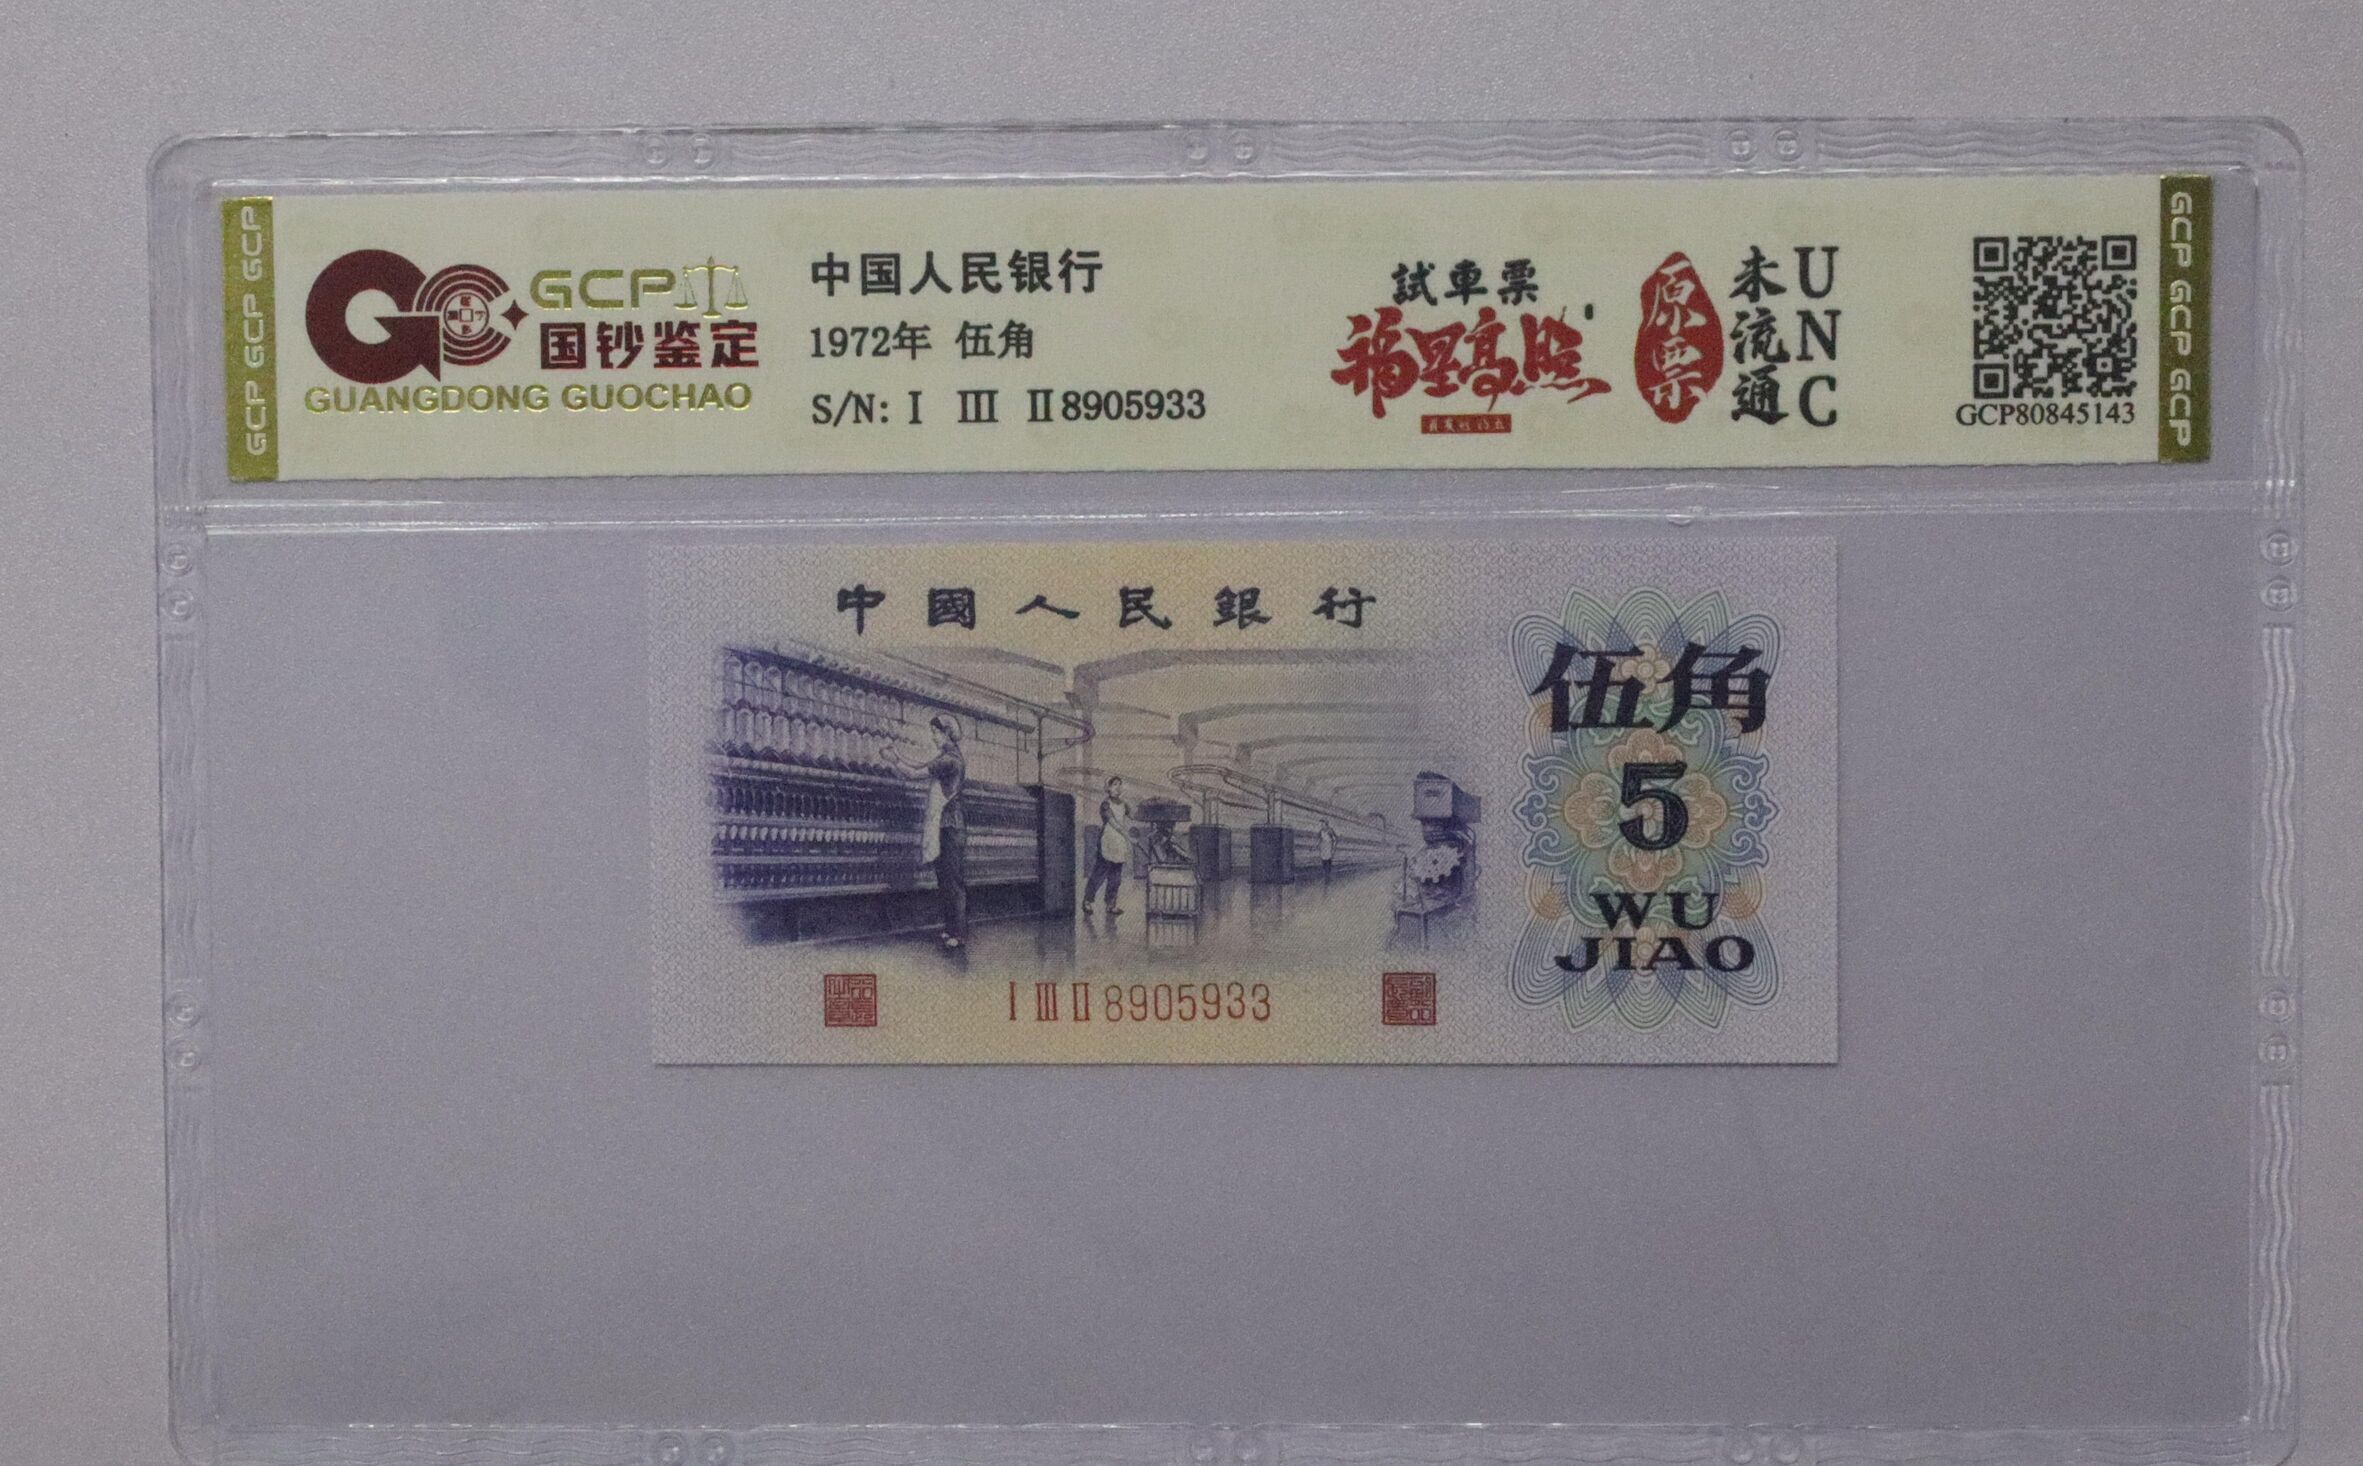 GCP GCP GCP
GCP
国钞鉴定
GUANGDONG GUOCHAO
中国人民银行
1972年 伍角
S/N: I III II8905933
試車票
福星高照
原票
未流通
UNC
GCP80845143
GCP GCP GCP
中國人民銀行
伍角
5
WU
JIAO
I III II 8905933